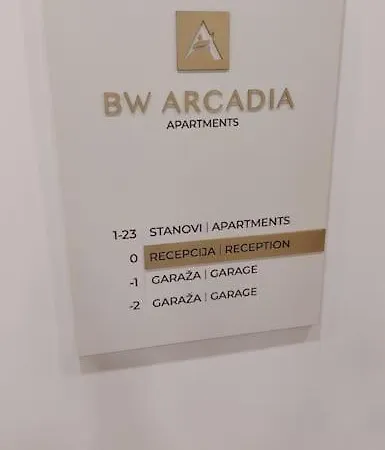 BW ARCADIA
APARTMENTS
1-23 STANOVI | APARTMENTS
0 RECEPCIJA | RECEPTION
-1 GARAŽA | GARAGE
-2 GARAŽA | GARAGE